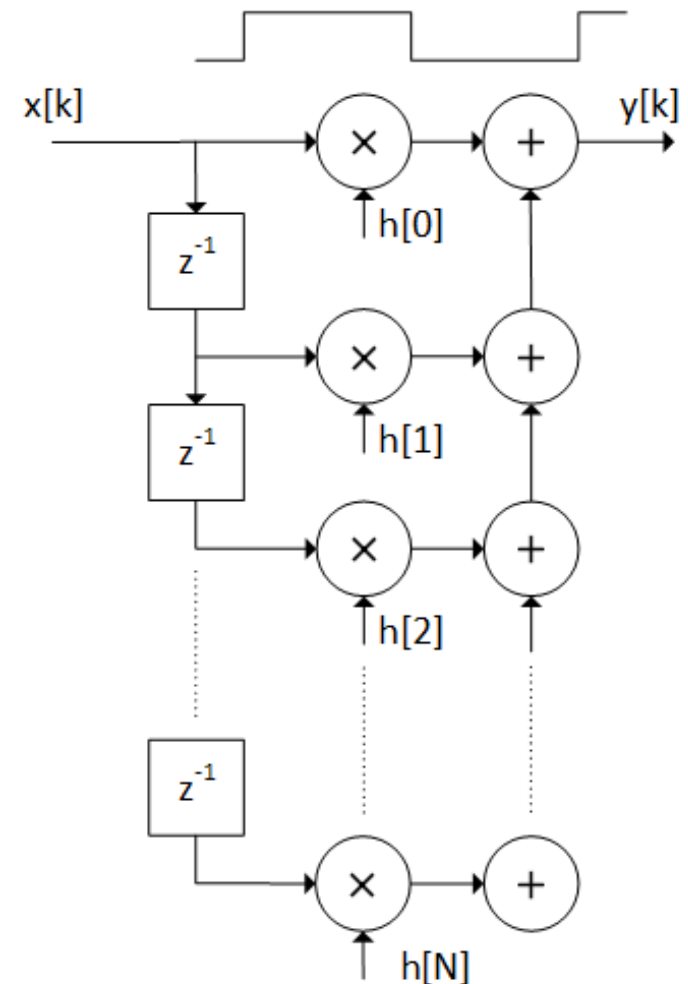 x[k] × + y[k]
h[0]
z⁻¹
× +
h[1]
z⁻¹
× +
h[2]
z⁻¹
× +
h[N]